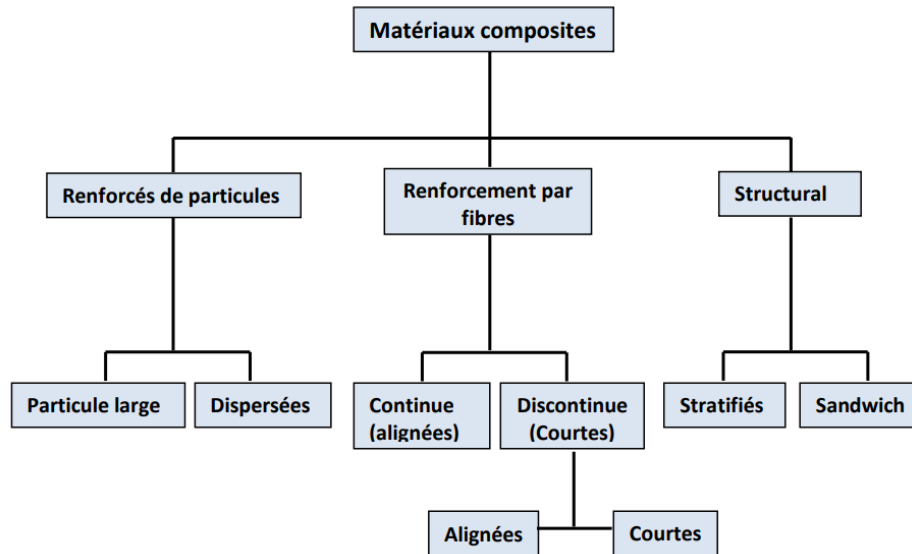 Matériaux composites
Renforcés de particules
Renforcement par
fibres
Structural
Particule large
Dispersées
Continue
(alignées)
Discontinue
(Courtes)
Stratifiés
Sandwich
Alignées
Courtes